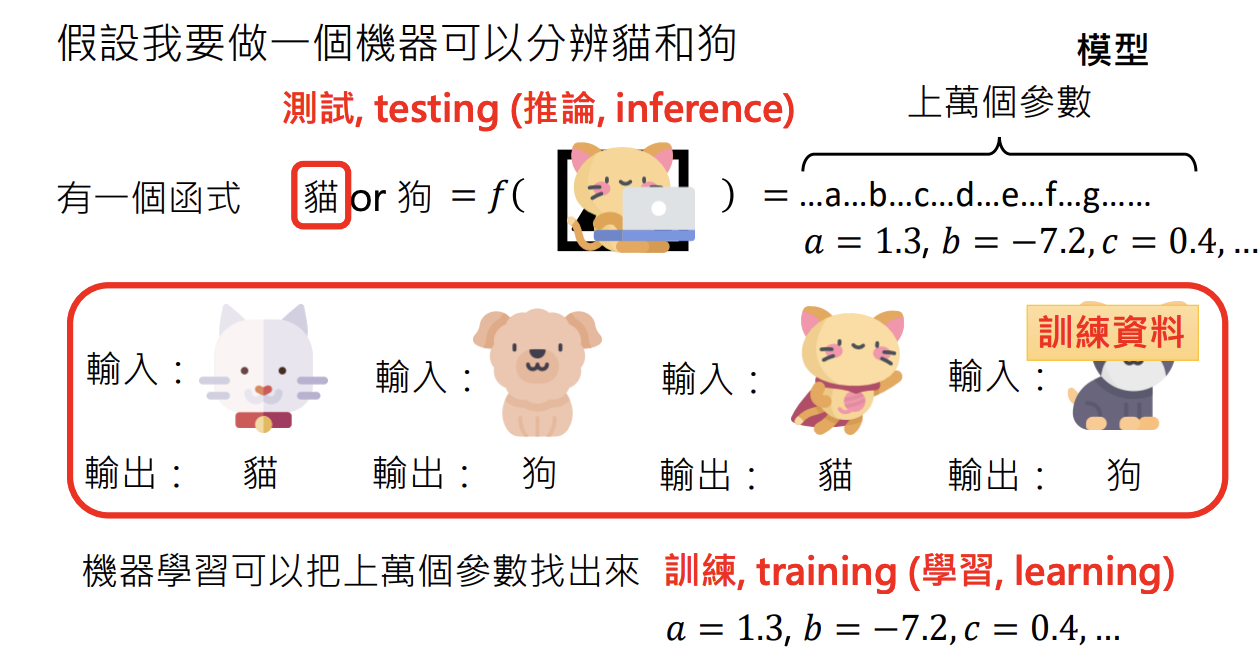 假設我要做一個機器可以分辨貓和狗
模型
測試, testing (推論, inference)
上萬個參數
有一個函式 貓 or 狗 = f( ) = …a…b…c…d…e…f…g……
a = 1.3, b = −7.2, c = 0.4, …
訓練資料
輸入： 輸入： 輸入： 輸入：
輸出： 貓 輸出： 狗 輸出： 貓 輸出： 狗
機器學習可以把上萬個參數找出來 訓練, training (學習, learning)
a = 1.3, b = −7.2, c = 0.4, …